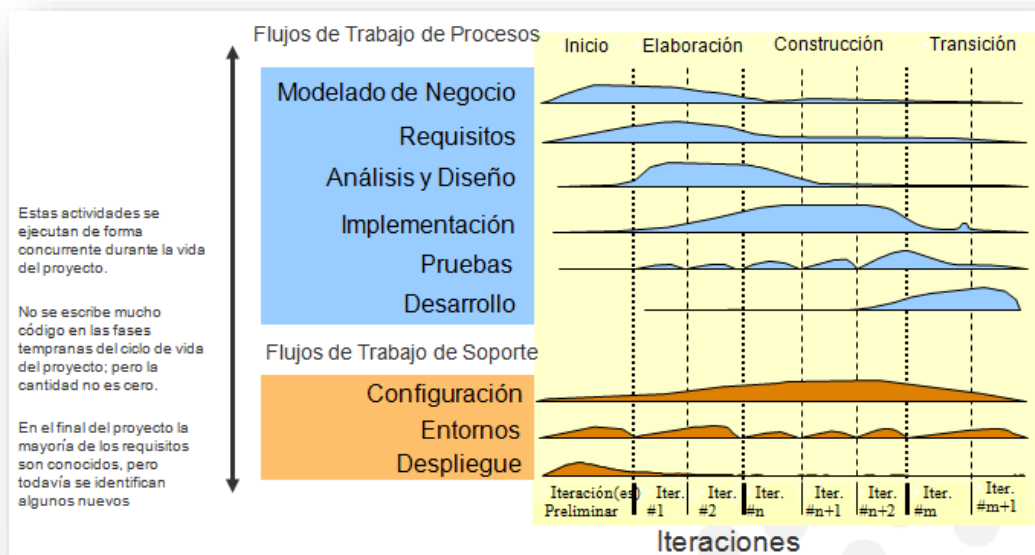 Flujos de Trabajo de Procesos
Inicio Elaboración Construcción Transición
Modelado de Negocio
Requisitos
Análisis y Diseño
Implementación
Pruebas
Desarrollo
Estas actividades se
ejecutan de forma
concurrente durante la vida
del proyecto.
No se escribe mucho
código en las fases
tempranas del ciclo de vida
del proyecto; pero la
cantidad no es cero.
En el final del proyecto la
mayoría de los requisitos
son conocidos, pero
todavía se identifican
algunos nuevos
Flujos de Trabajo de Soporte
Configuración
Entornos
Despliegue
Iteración(es)
Preliminar
Iter.
#1
Iter.
#2
Iter.
#n
Iter.
#n+1
Iter.
#n+2
Iter.
#m
Iter.
#m+1
Iteraciones